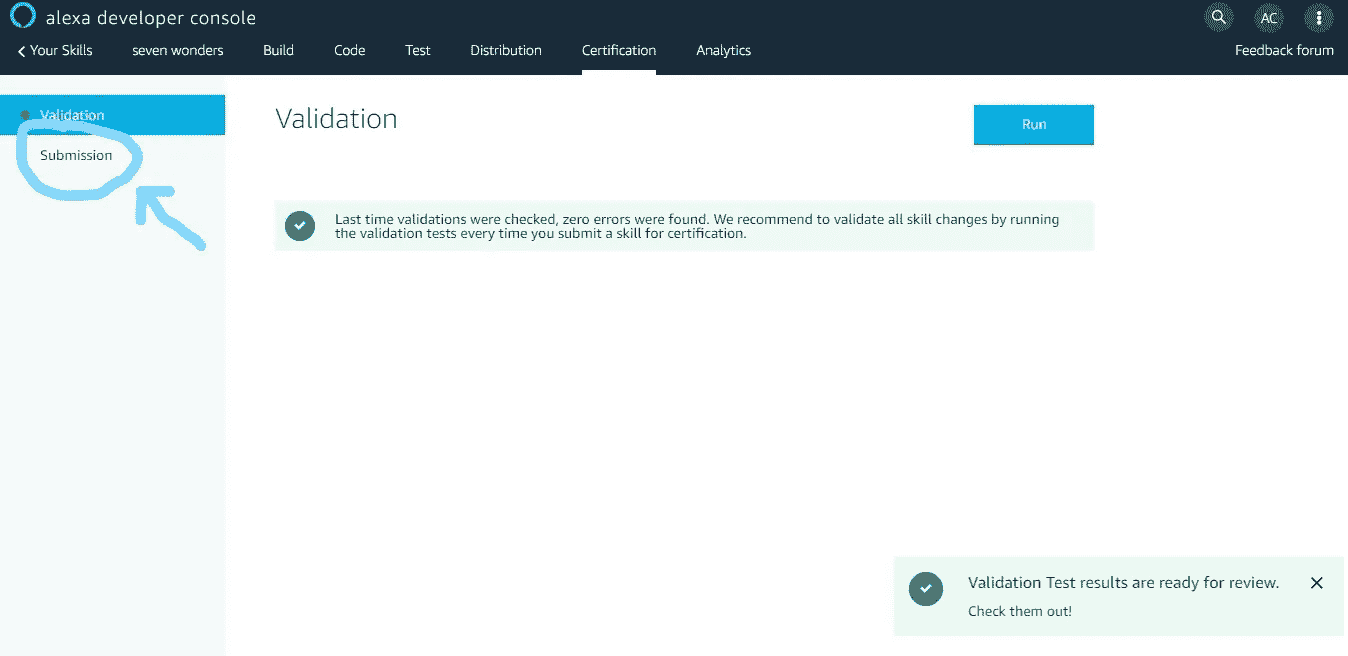 alexa developer console
AC
Your Skills seven wonders Build Code Test Distribution Certification Analytics Feedback forum
Validation
Submission
Validation
Run
Last time validations were checked, zero errors were found. We recommend to validate all skill changes by running
the validation tests every time you submit a skill for certification.
Validation Test results are ready for review.
Check them out!